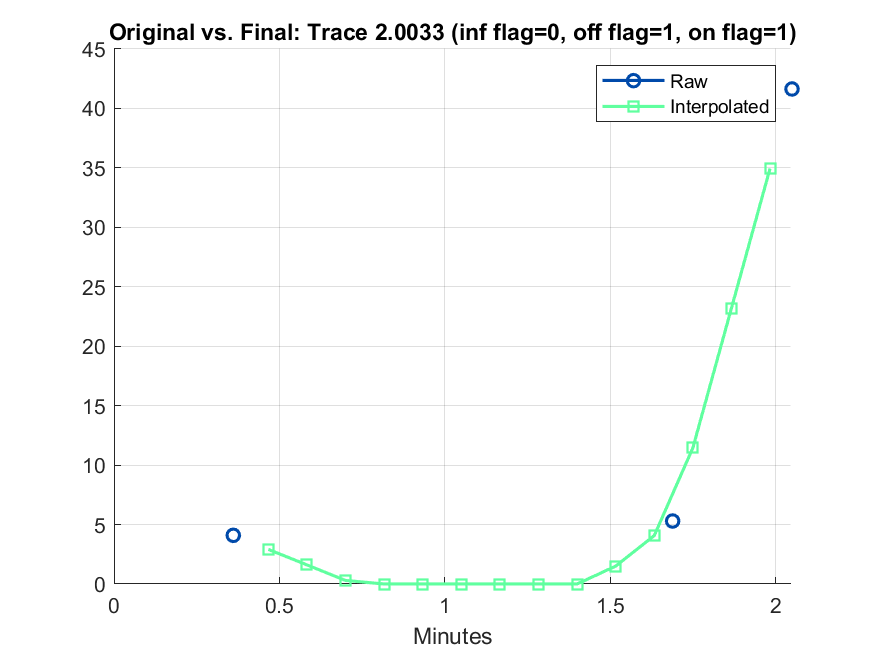 Original vs. Final: Trace 2.0033 (inf flag=0, off flag=1, on flag=1)
45
40
35
30
25
20
15
10
5
0
Raw
Interpolated
0 0.5 1 1.5 2
Minutes